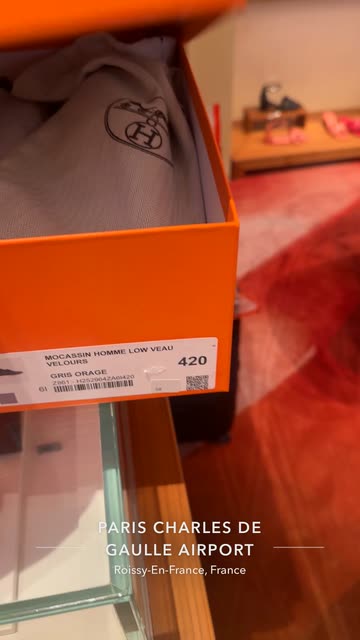 H
MOCASSIN HOMME LOW VEAU
VELOURS
420
GRIS ORAGE
PARIS CHARLES DE
GAULLE AIRPORT
Roissy-En-France, France